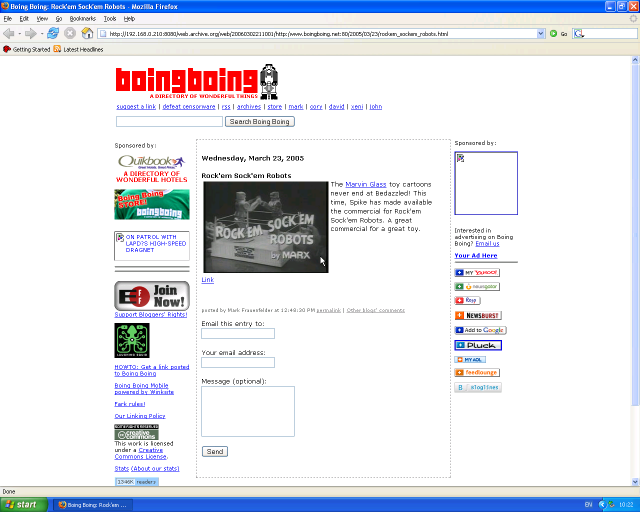 Boing Boing: Rock'em Sock'em Robots - Mozilla Firefox
File Edit View Go Bookmarks Tools Help
http://192.168.0.210:8080/web.archive.org/web/20060302211001/http:/www.boingboing.net:80/2005/03/23/rockem_sockem_robots.html
Go
Getting Started Latest Headlines
boingboing
A DIRECTORY OF WONDERFUL THINGS
suggest a link | defeat censorware | rss | archives | store | mark | cory | david | xeni | john
Search Boing Boing
Sponsored by:
Quikbook
A DIRECTORY OF
WONDERFUL HOTELS
Boing Boing
STORE!
boingboing
ON PATROL WITH
LAPD'S HIGH-SPEED
DRAGNET
EFF Join
Now!
Support Bloggers' Rights!
HOWTO: Get a link posted
to Boing Boing
Boing Boing Mobile
powered by Winksite
Fark rules!
Our Linking Policy
SOME RIGHTS RESERVED
creative
commons
This work is licensed
under a Creative
Commons License.
Stats (About our stats)
1346K readers
Wednesday, March 23, 2005
Rock'em Sock'em Robots
ROCK EM SOCK EM
ROBOTS
by MARX
The Marvin Glass toy cartoons
never end at Bedazzled! This
time, Spike has made available
the commercial for Rock'em
Sock'em Robots. A great
commercial for a great toy.
Link
posted by Mark Frauenfelder at 12:48:20 PM permalink | Other blogs' comments
Email this entry to:
Your email address:
Message (optional):
Send
Sponsored by:
Interested in
advertising on Boing
Boing? Email us
Your Ad Here
MY YAHOO!
newsgator
Rojo
NEWSBURST
Add to Google
Pluck
MY AOL
feedlounge
B Bloglines
Done
start
Boing Boing: Rock'em ...
EN
10:22